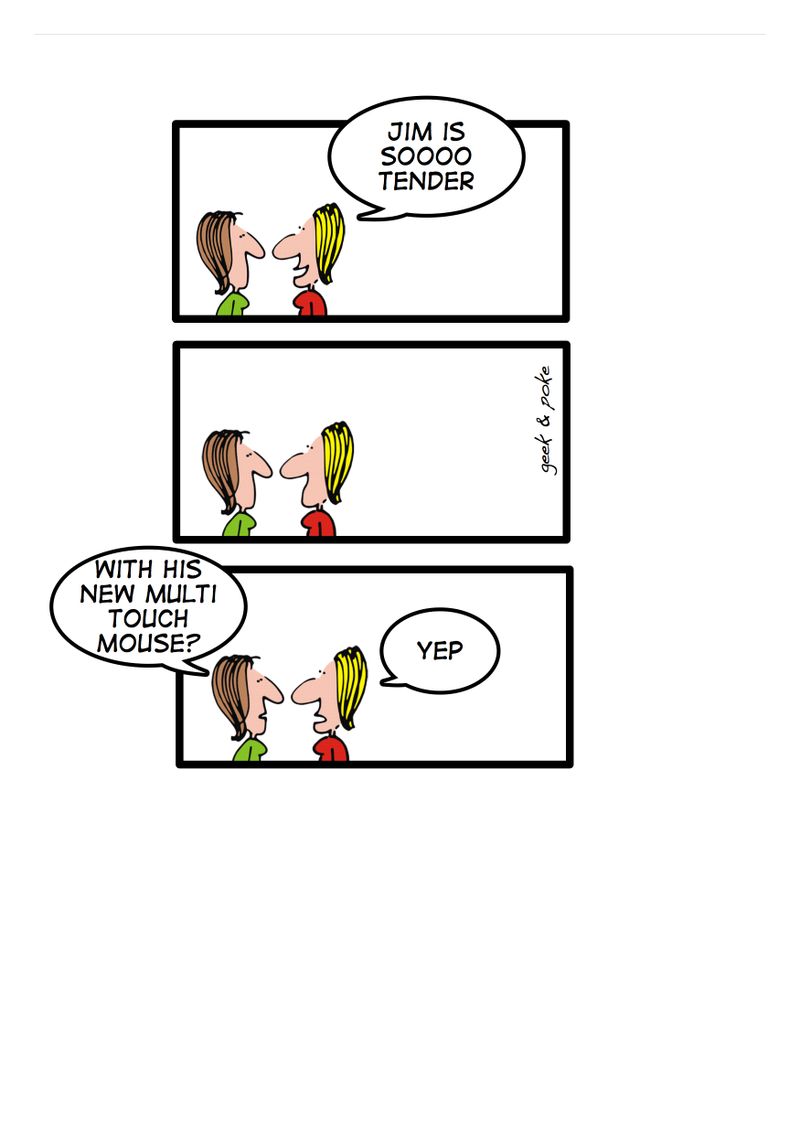 JIM IS
SOOOO
TENDER
geek & poke
WITH HIS
NEW MULTI
TOUCH
MOUSE?
YEP